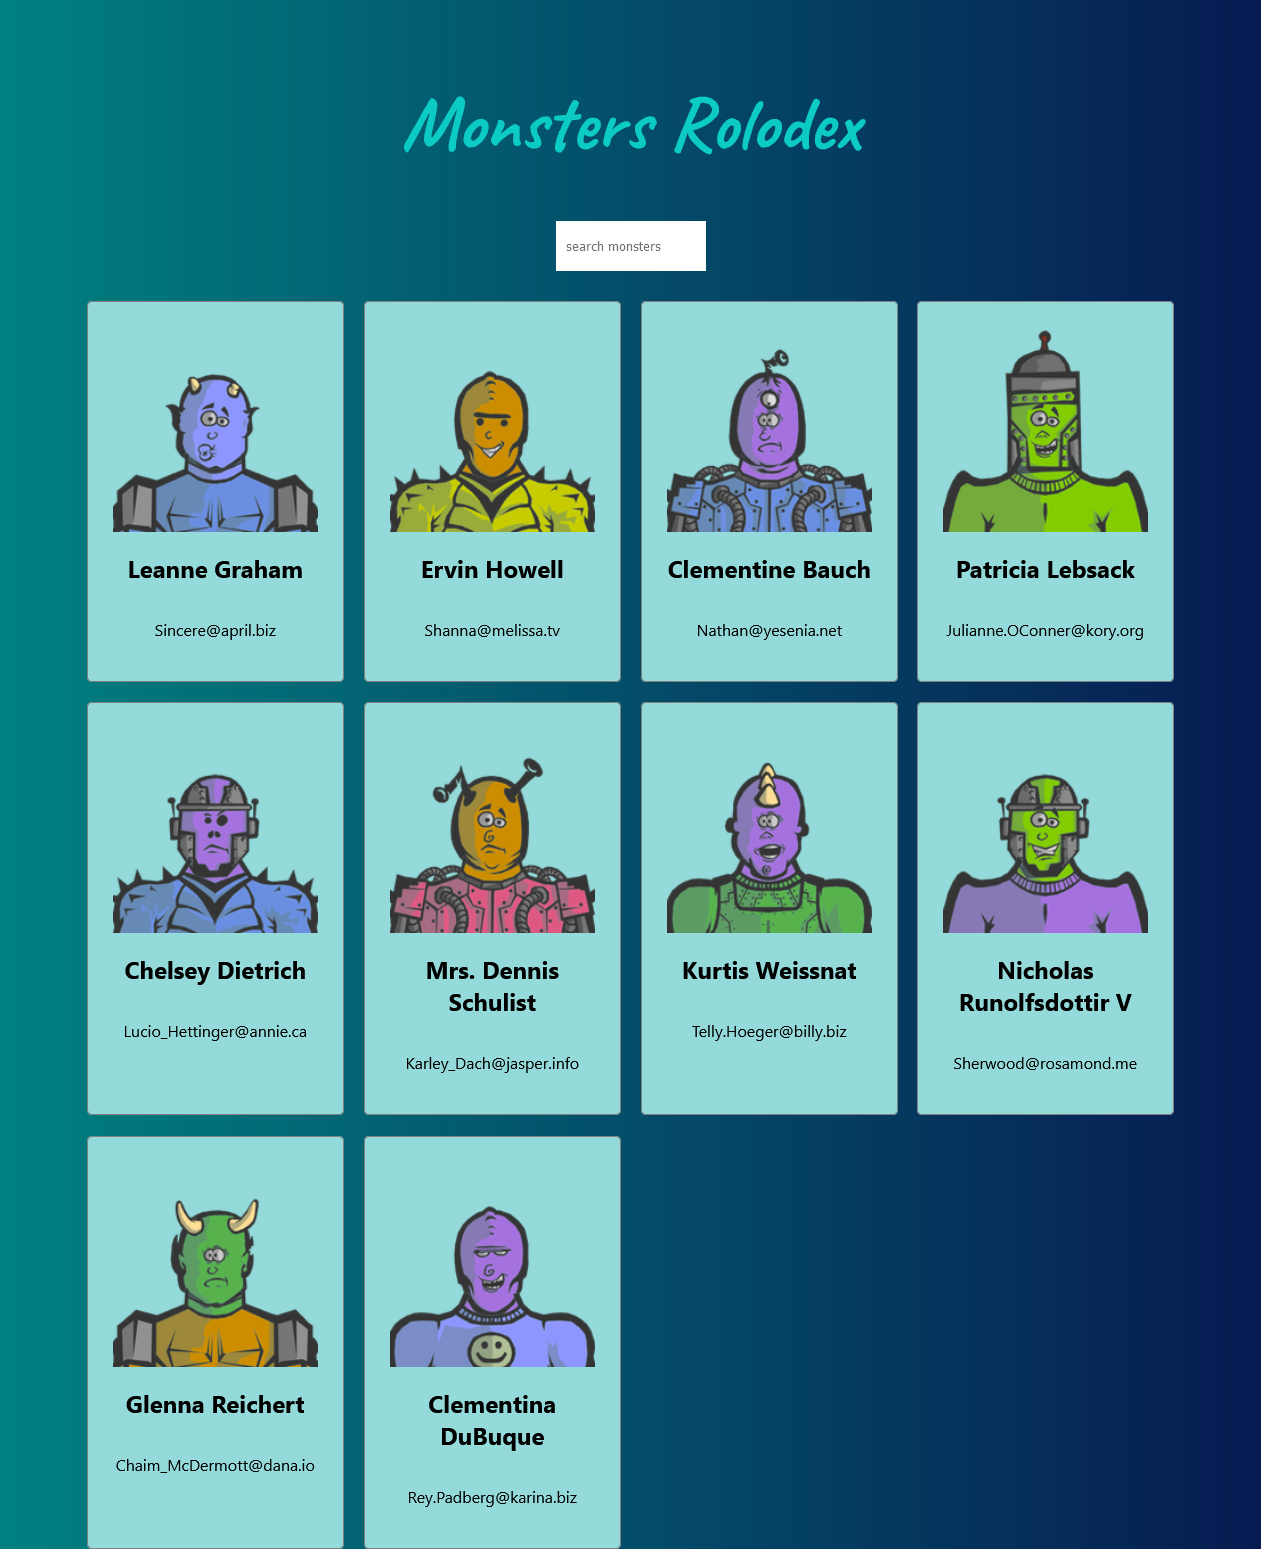 Monsters Rolodex
search monsters
Leanne Graham
Sincere@april.biz
Ervin Howell
Shanna@melissa.tv
Clementine Bauch
Nathan@yesenia.net
Patricia Lebsack
Julianne.OConner@kory.org
Chelsey Dietrich
Lucio_Hettinger@annie.ca
Mrs. Dennis
Schulist
Karley_Dach@jasper.info
Kurtis Weissnat
Telly.Hoeger@billy.biz
Nicholas
Runolfsdottir V
Sherwood@rosamond.me
Glenna Reichert
Chaim_McDermott@dana.io
Clementina
DuBuque
Rey.Padberg@karina.biz